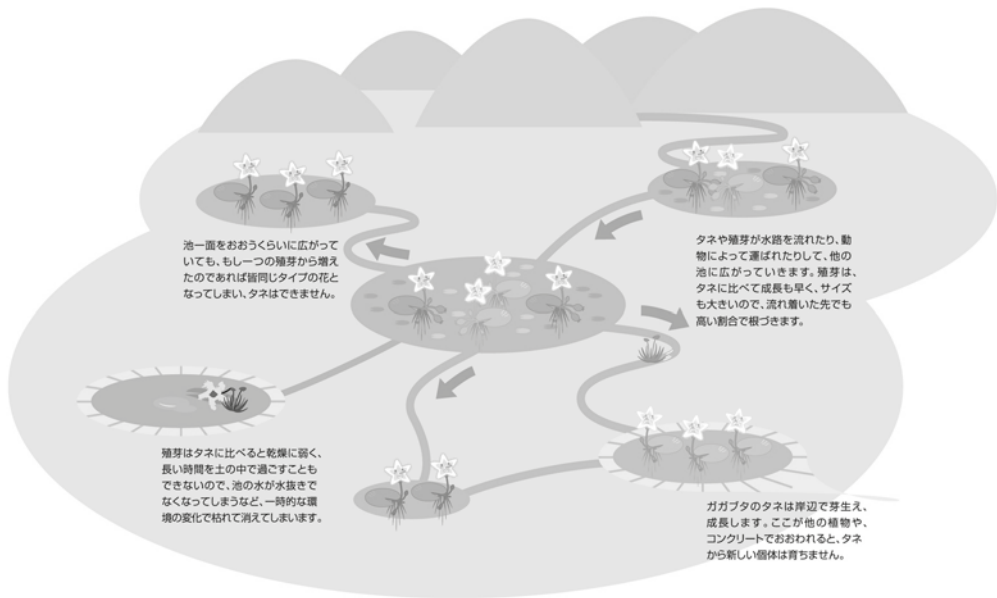 池一面をおおうくらいに広がって
いても、もし一つの殖芽から増え
たのであれば皆同じタイプの花と
なってしまい、タネはできません。
タネや殖芽が水路を流れたり、動
物によって運ばれたりして、他の
池に広がっていきます。殖芽は、
タネに比べて成長も早く、サイズ
も大きいので、流れ着いた先でも
高い割合で根づきます。
殖芽はタネに比べると乾燥に弱く、
長い時間を土の中で過ごすことも
できないので、池の水が水抜きで
なくなってしまうなど、一時的な環
境の変化で枯れて消えてしまいます。
ガガブタのタネは岸辺で芽生え、
成長します。ここが他の植物や、
コンクリートでおおわれると、タネ
から新しい個体は育ちません。